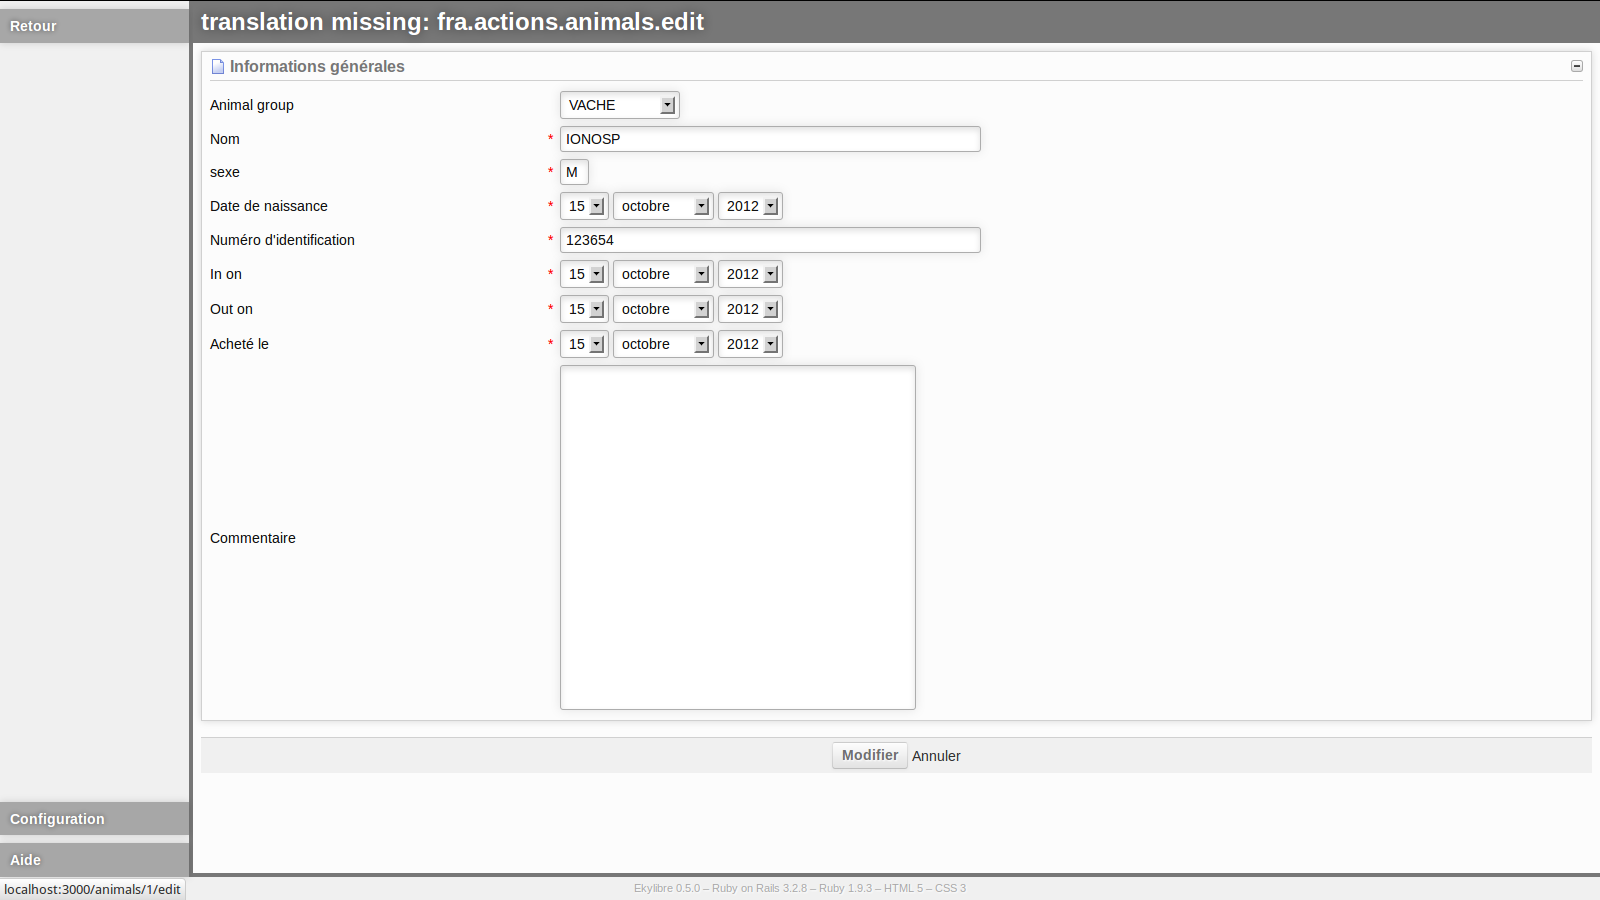 Retour
translation missing: fra.actions.animals.edit
Informations générales
Animal group VACHE
Nom * IONOSP
sexe * M
Date de naissance * 15 octobre 2012
Numéro d'identification * 123654
In on * 15 octobre 2012
Out on * 15 octobre 2012
Acheté le * 15 octobre 2012
Commentaire
Modifier Annuler
Configuration
Aide
localhost:3000/animals/1/edit
Ekylibre 0.5.0 – Ruby on Rails 3.2.8 – Ruby 1.9.3 – HTML 5 – CSS 3